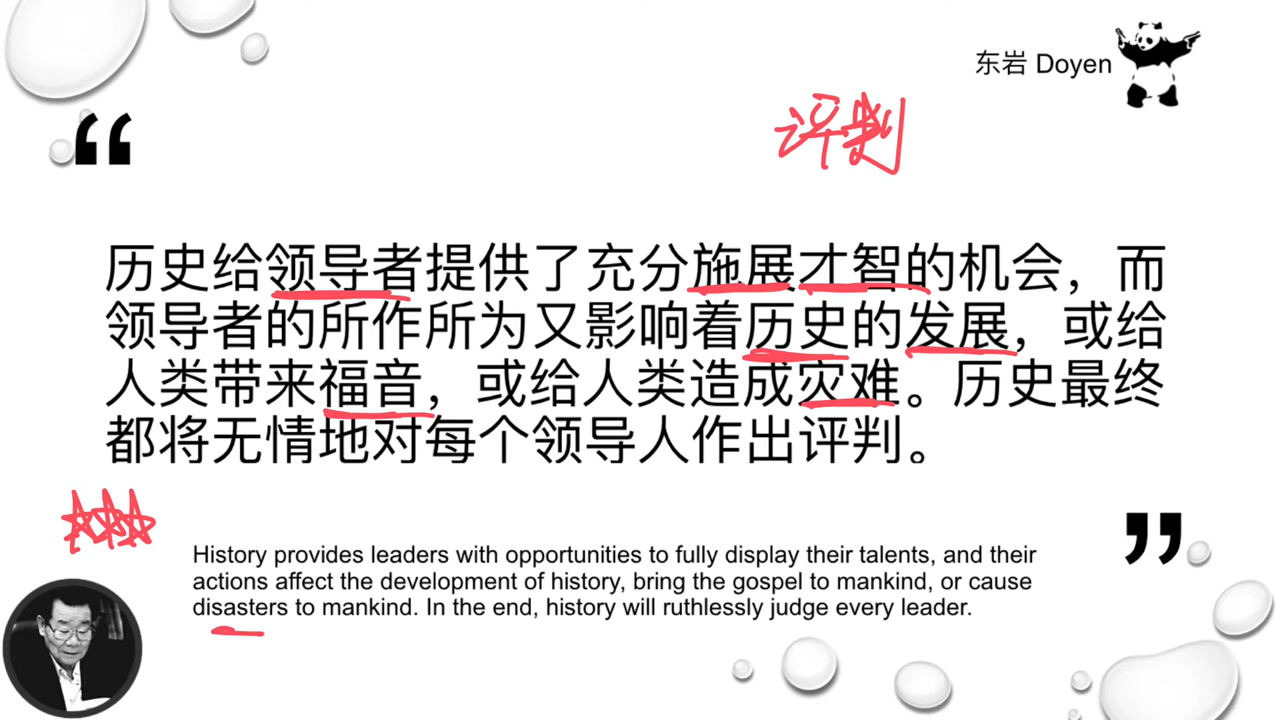 东岩 Doyen
评判
“
历史给领导者提供了充分施展才智的机会，而
领导者的所作所为又影响着历史的发展，或给
人类带来福音，或给人类造成灾难。历史最终
都将无情地对每个领导人作出评判。
”
History provides leaders with opportunities to fully display their talents, and their
actions affect the development of history, bring the gospel to mankind, or cause
disasters to mankind. In the end, history will ruthlessly judge every leader.